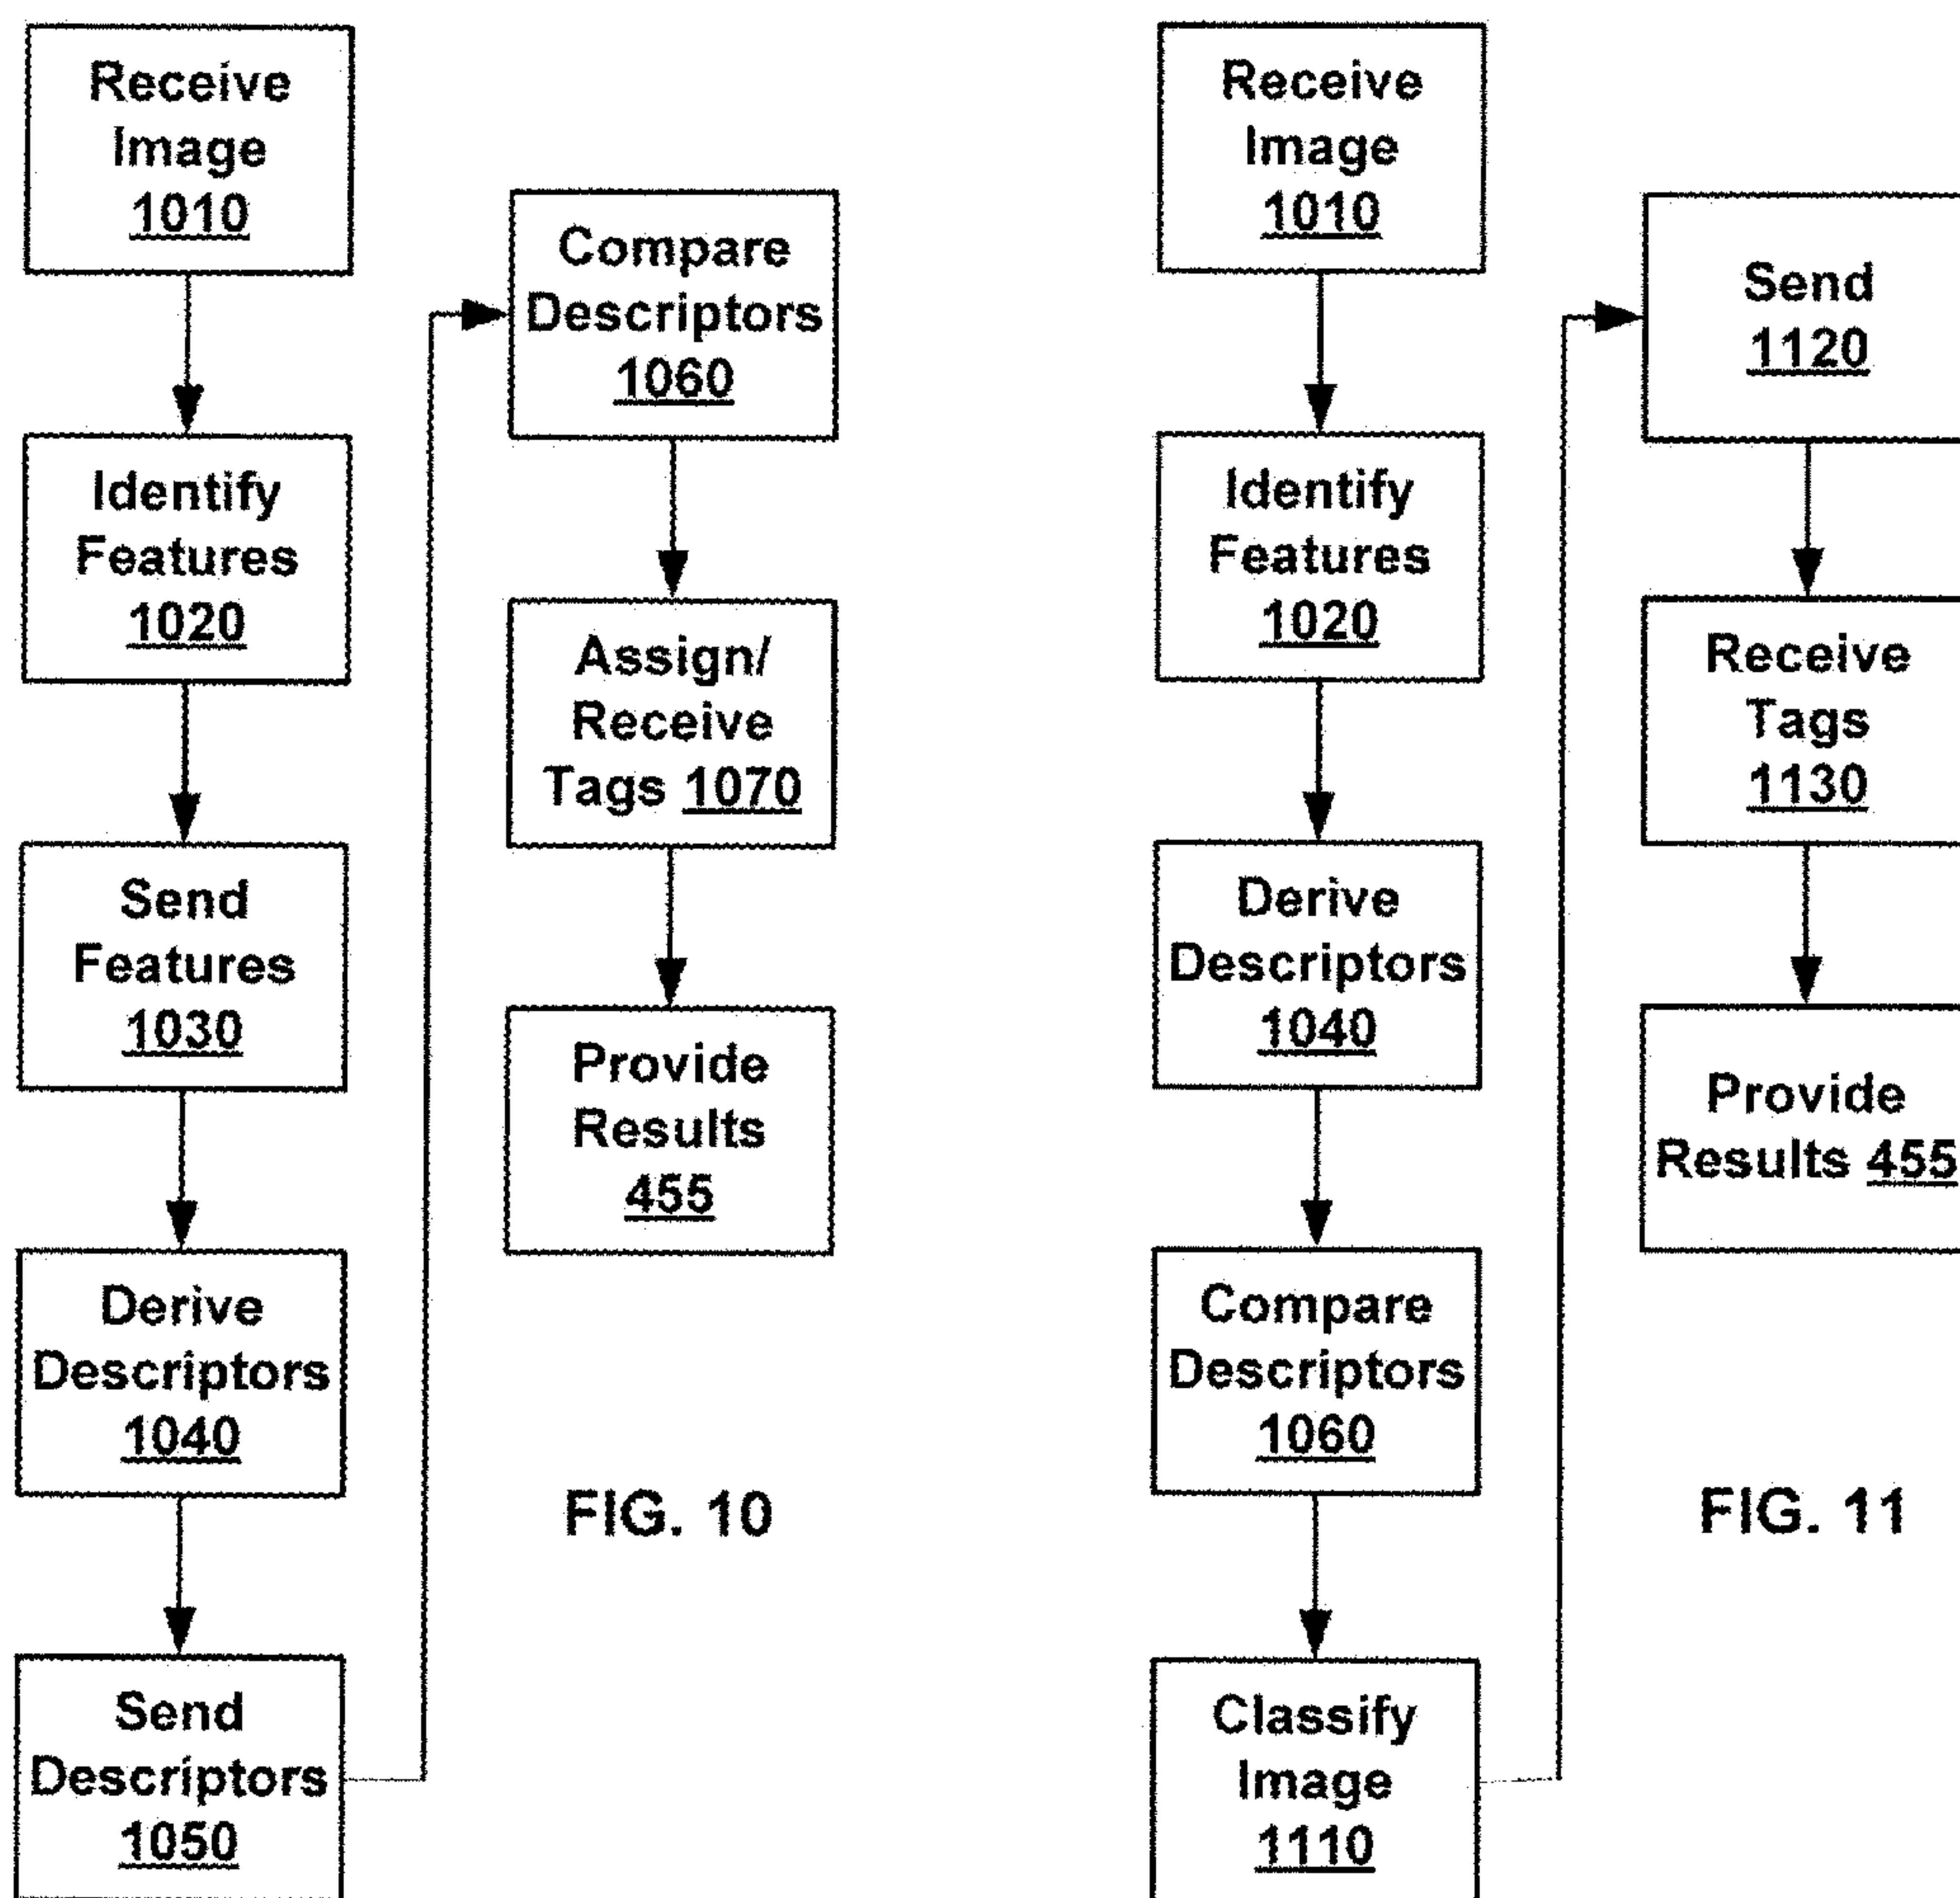 Receive
Image
1010
Identify
Features
1020
Send
Features
1030
Derive
Descriptors
1040
Send
Descriptors
1050
Compare
Descriptors
1060
Assign/
Receive
Tags 1070
Provide
Results
455
FIG. 10
Receive
Image
1010
Identify
Features
1020
Derive
Descriptors
1040
Compare
Descriptors
1060
Classify
Image
1110
Send
1120
Receive
Tags
1130
Provide
Results 455
FIG. 11